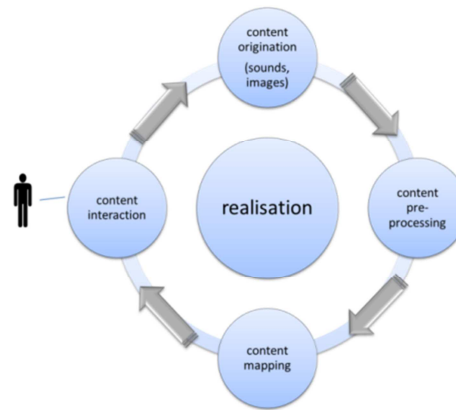 content
origination
(sounds,
images)
content
interaction
realisation
content
pre-
processing
content
mapping